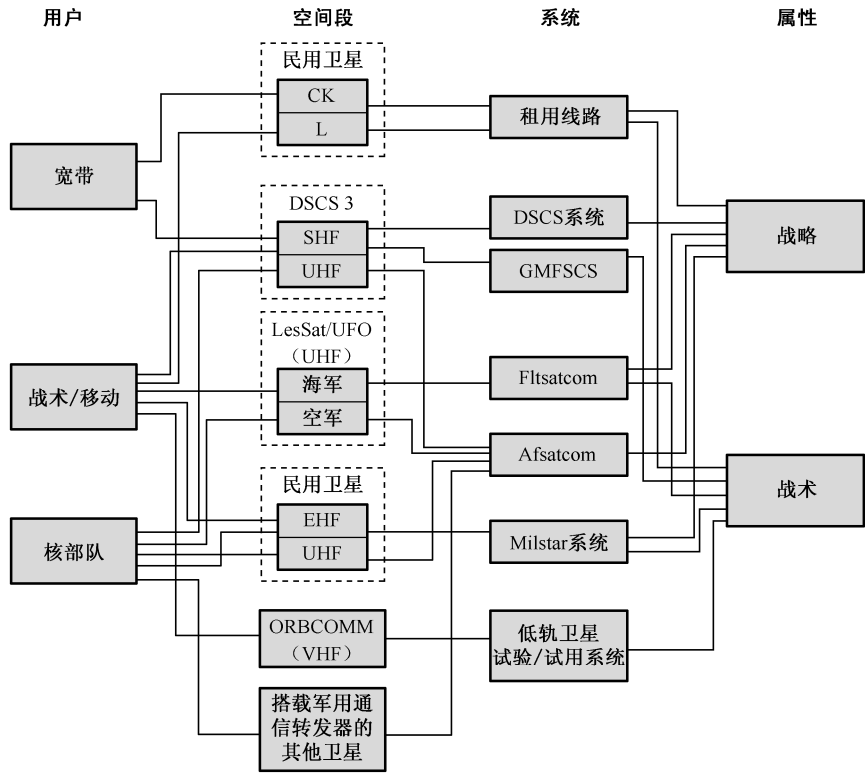 用户
空间段
系统
属性
民用卫星
CK
L
租用线路
宽带
DSCS 3
SHF
UHF
DSCS系统
GMFSCS
战略
LesSat/UFO
（UHF）
海军
空军
战术/移动
Fltsatcom
Afsatcom
战术
民用卫星
EHF
UHF
核部队
Milstar系统
ORBCOMM
（VHF）
低轨卫星
试验/试用系统
搭载军用通
信转发器的
其他卫星